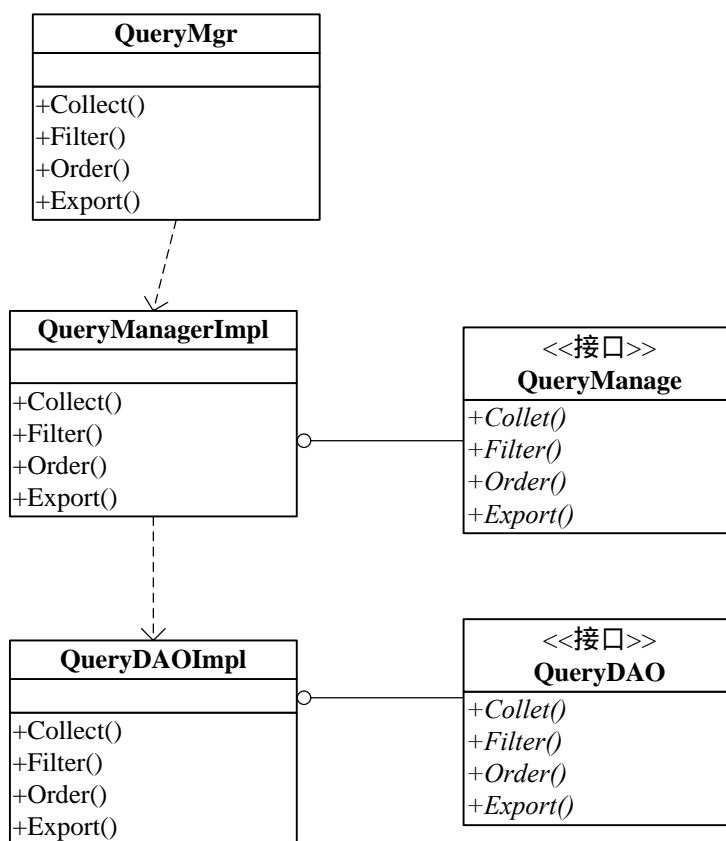 QueryMgr
+Collect()
+Filter()
+Order()
+Export()
QueryManagerImpl
+Collect()
+Filter()
+Order()
+Export()
<<接口>>
QueryManage
+Collet()
+Filter()
+Order()
+Export()
QueryDAOImpl
+Collect()
+Filter()
+Order()
+Export()
<<接口>>
QueryDAO
+Collet()
+Filter()
+Order()
+Export()